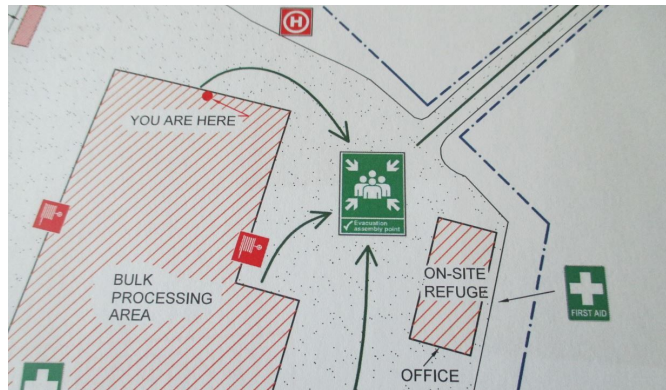 H
YOU ARE HERE
Evacuation
assembly point
BULK
PROCESSING
AREA
ON-SITE
REFUGE
FIRST AID
OFFICE